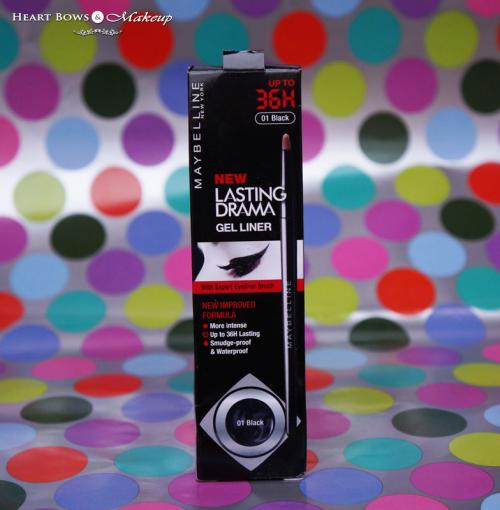 HEART BOWS & Makeup
MAYBELLINE
NEW YORK
UP TO
36H
01 Black
NEW
LASTING
DRAMA
GEL LINER
With Expert Eyeliner Brush
NEW IMPROVED
FORMULA
More intense
Up to 36H Lasting
Smudge-proof
& Waterproof
MAYBELLINE
01 Black